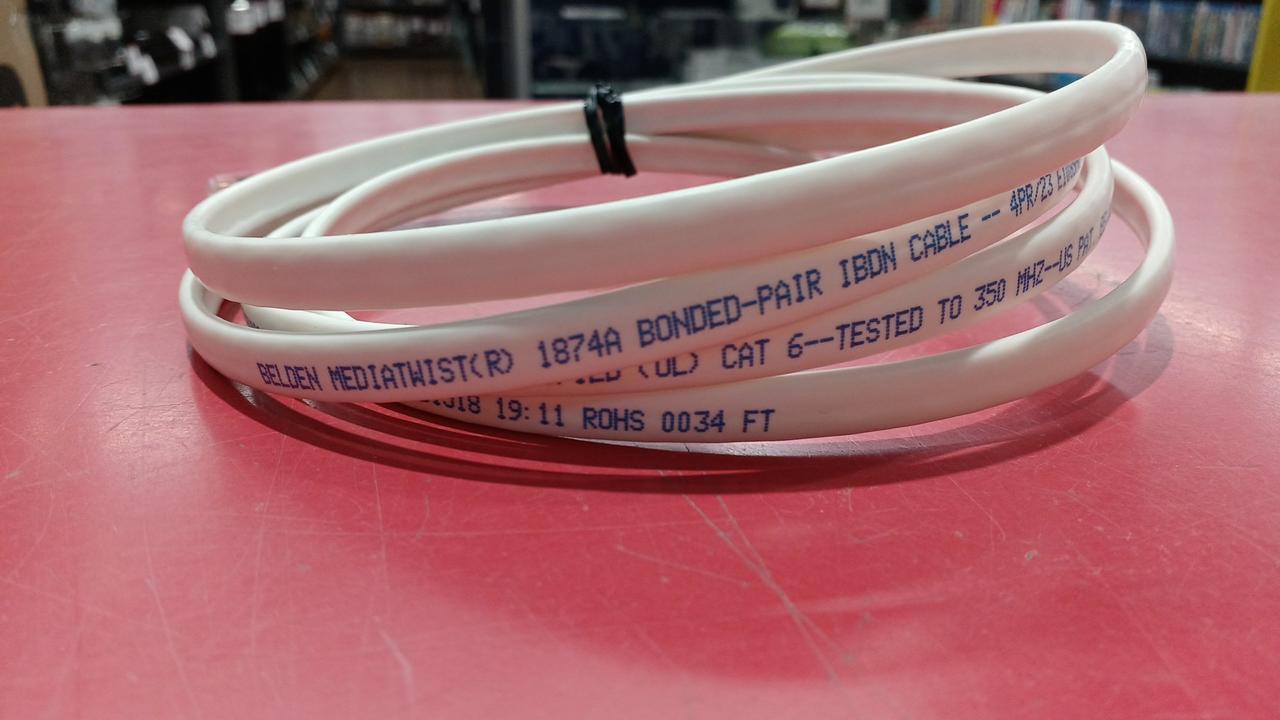 BELDEN MEDIATWIST(R) 1874A BONDED-PAIR IBDN CABLE -- 4PR/23
(UL) CAT 6--TESTED TO 350 MHZ--US PAT
19:11 ROHS 0034 FT